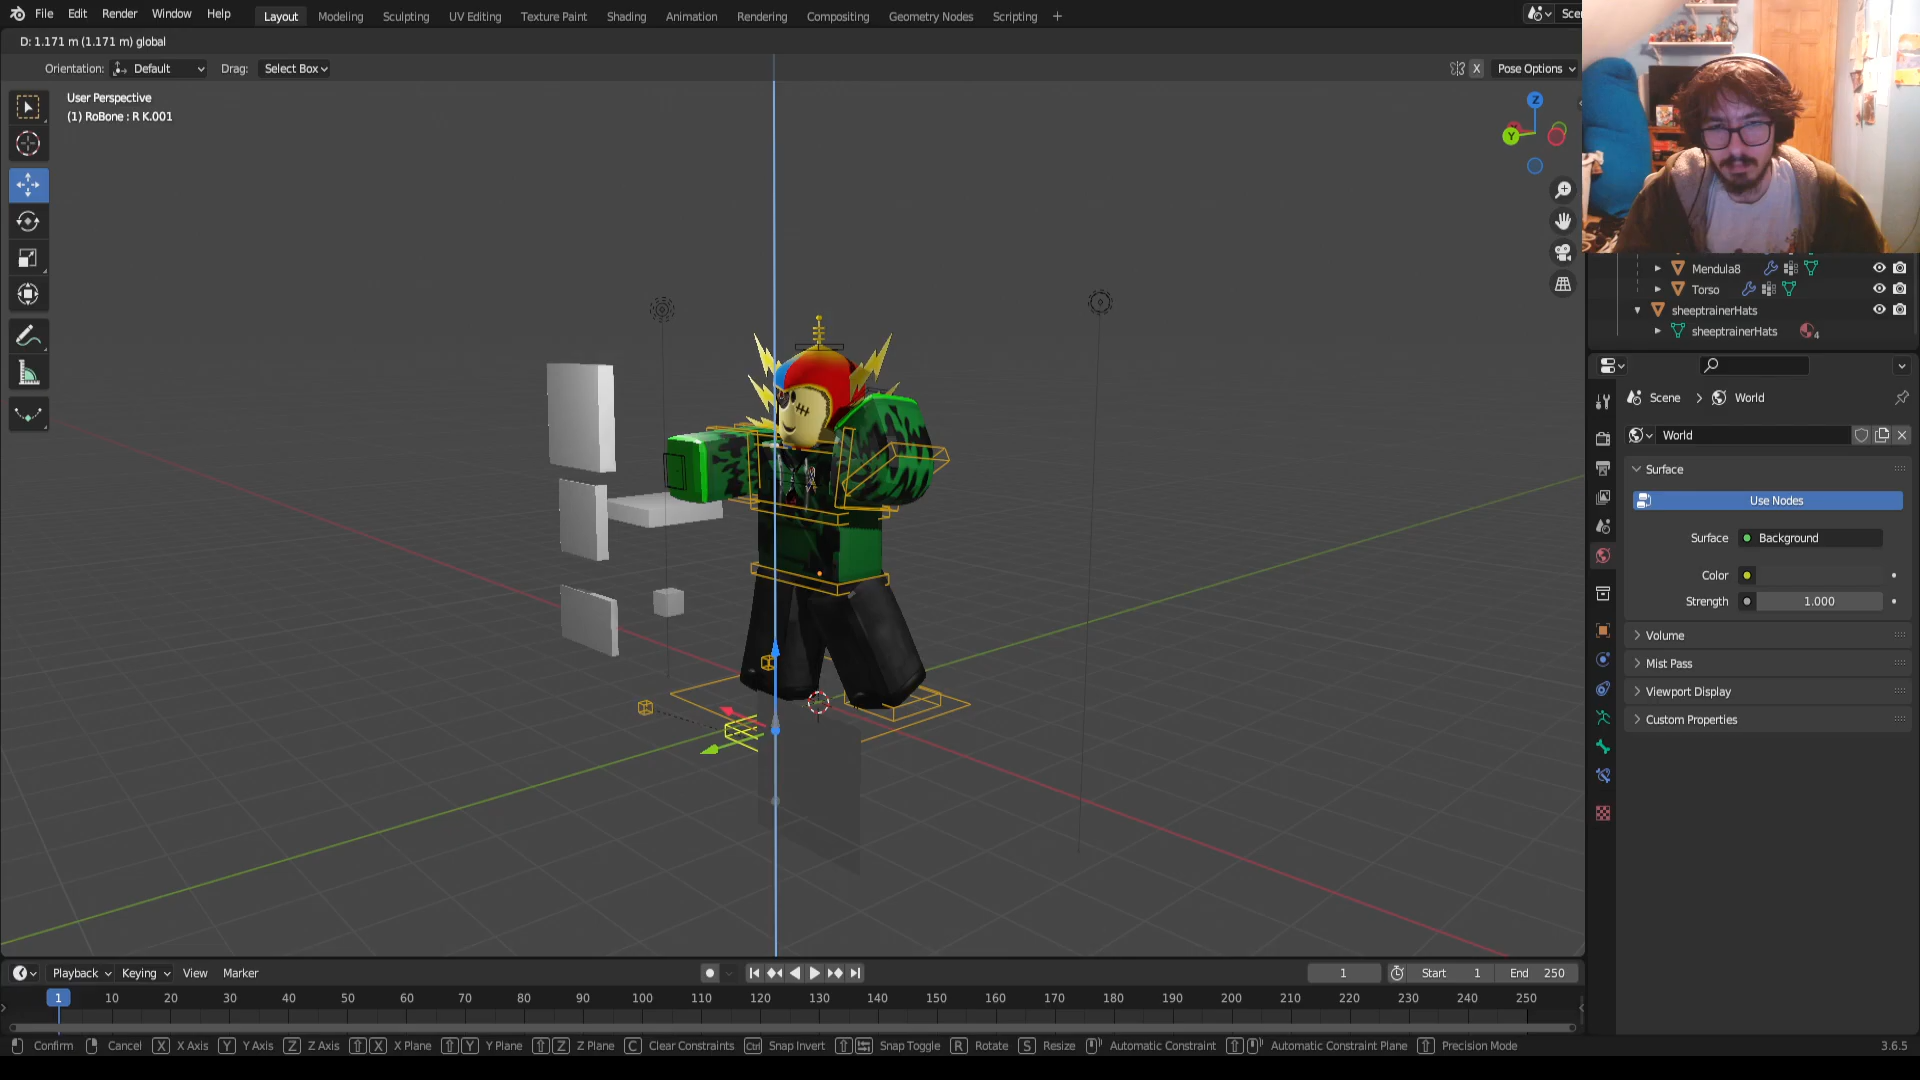 File Edit Render Window Help Layout Modeling Sculpting UV Editing Texture Paint Shading Animation Rendering Compositing Geometry Nodes Scripting + Sce
D: 1.171 m (1.171 m) global
Orientation: Default Drag: Select Box X Pose Options
User Perspective
(1) RoBone : R K.001
Z
Y
Mendula8
Torso
sheeptrainerHats
sheeptrainerHats 4
Scene > World
World
Surface
Use Nodes
Surface Background
Color
Strength 1.000
Volume
Mist Pass
Viewport Display
Custom Properties
Playback Keying View Marker 1 Start 1 End 250
1 10 20 30 40 50 60 70 80 90 100 110 120 130 140 150 160 170 180 190 200 210 220 230 240 250
Confirm Cancel X X Axis Y Y Axis Z Z Axis X X Plane Y Y Plane Z Z Plane C Clear Constraints Ctrl Snap Invert Snap Toggle R Rotate S Resize Automatic Constraint Automatic Constraint Plane Precision Mode 3.6.5